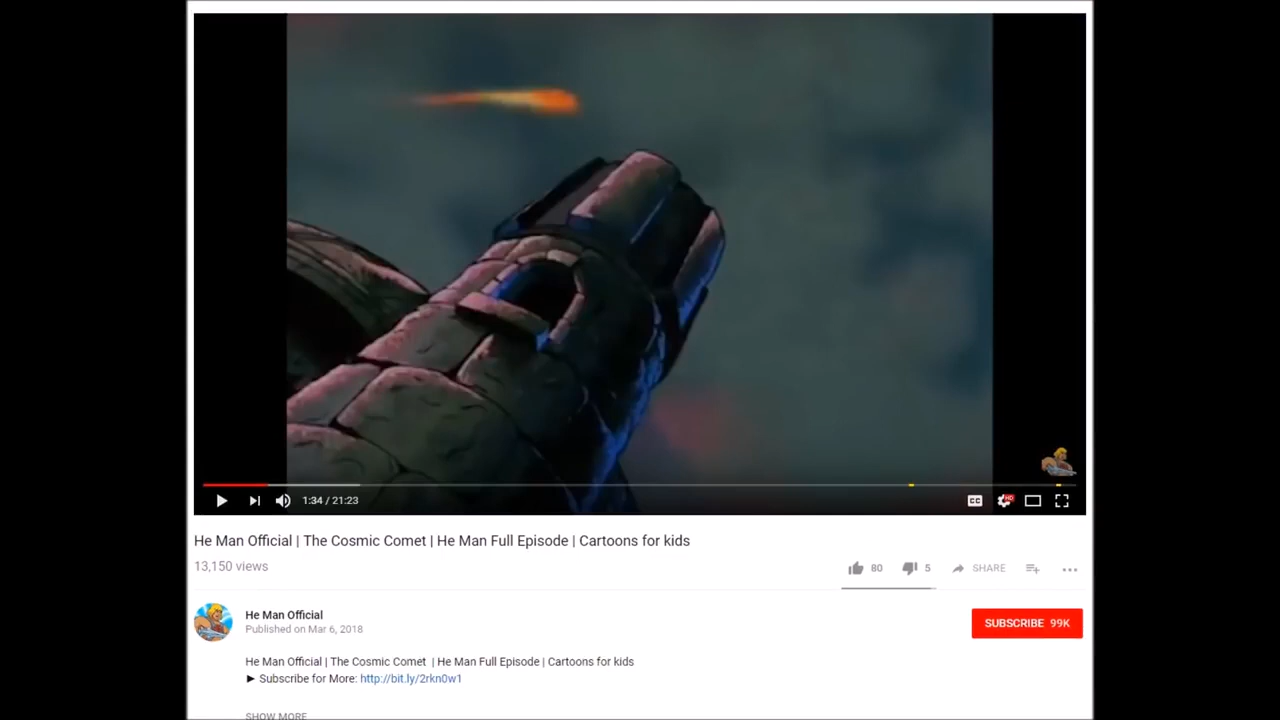 CC HD
1:34 / 21:23
He Man Official | The Cosmic Comet | He Man Full Episode | Cartoons for kids
13,150 views
80 5 SHARE
He Man Official
Published on Mar 6, 2018
SUBSCRIBE 99K
He Man Official | The Cosmic Comet | He Man Full Episode | Cartoons for kids
► Subscribe for More: http://bit.ly/2rkn0w1
SHOW MORE